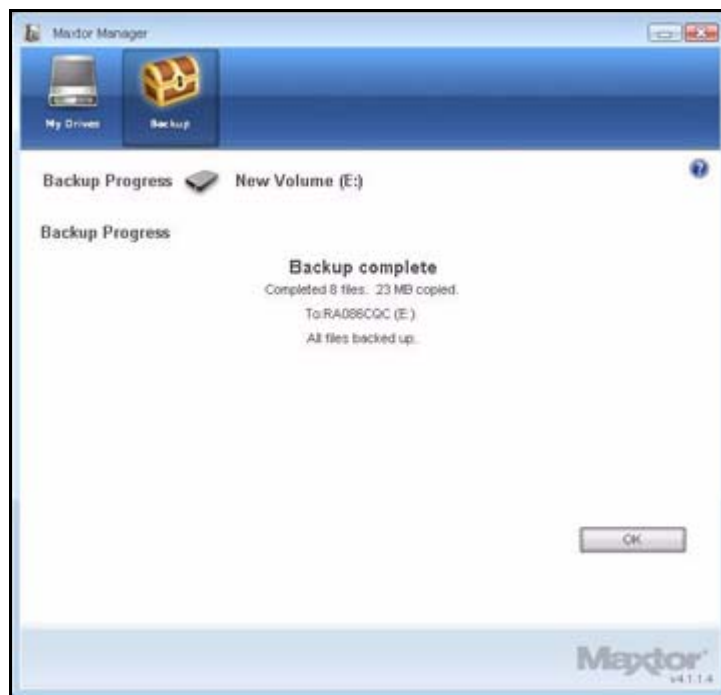 Maxtor Manager
My Drives
Backup
Backup Progress New Volume (E:)
Backup Progress
Backup complete
Completed 8 files. 23 MB copied.
To:RA086CQC (E:)
All files backed up.
OK
Maxtor
v4.1.1.4